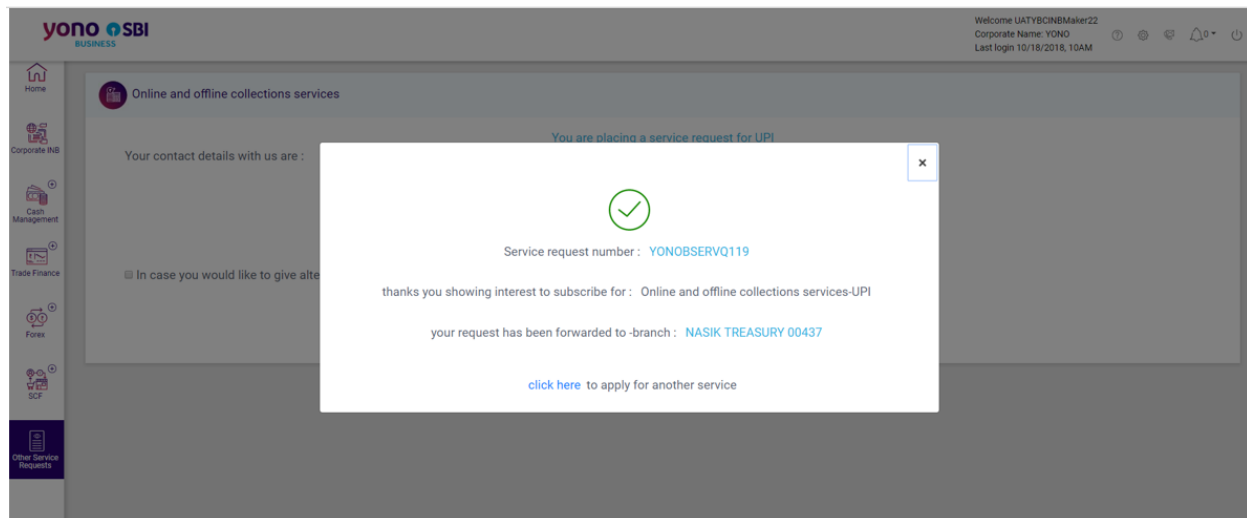 yono SBI
BUSINESS
Welcome UATYBCINBMaker22
Corporate Name: YONO
Last login 10/18/2018, 10AM
0
Home
Corporate INB
Cash
Management
Trade Finance
Forex
SCF
Other Service
Requests
Online and offline collections services
You are placing a service request for UPI
Your contact details with us are :
In case you would like to give alte
×
Service request number : YONOBSERVQ119
thanks you showing interest to subscribe for : Online and offline collections services-UPI
your request has been forwarded to -branch : NASIK TREASURY 00437
click here to apply for another service